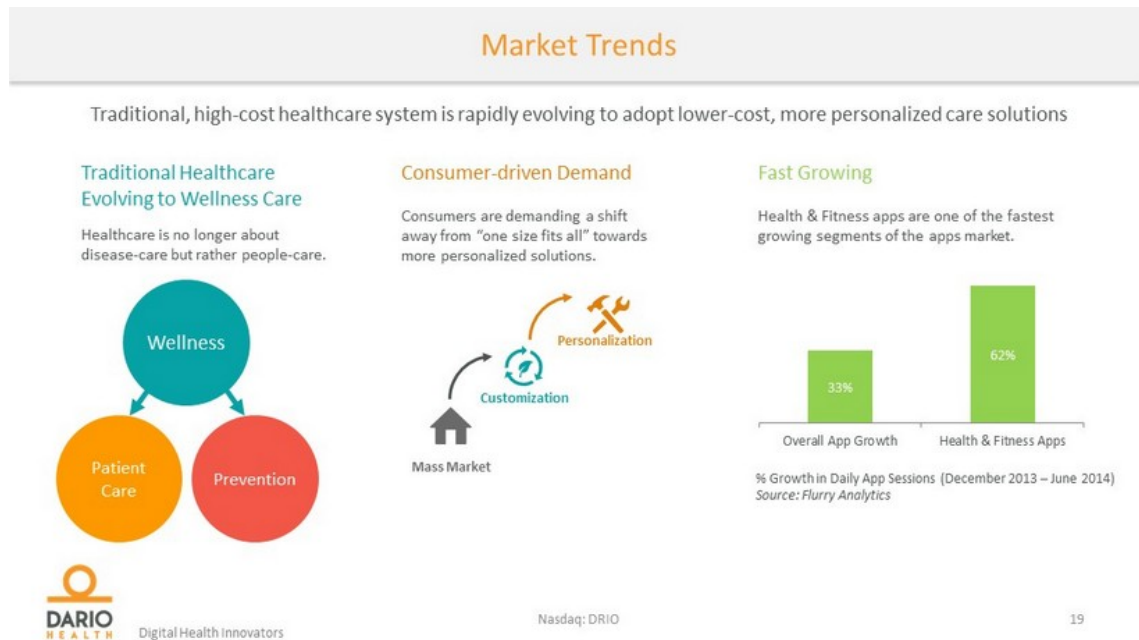 Market Trends
Traditional, high-cost healthcare system is rapidly evolving to adopt lower-cost, more personalized care solutions
Traditional Healthcare
Evolving to Wellness Care
Healthcare is no longer about
disease-care but rather people-care.
Wellness
Patient
Care
Prevention
Consumer-driven Demand
Consumers are demanding a shift
away from “one size fits all” towards
more personalized solutions.
Personalization
Customization
Mass Market
Fast Growing
Health & Fitness apps are one of the fastest
growing segments of the apps market.
62%
33%
Overall App Growth
Health & Fitness Apps
% Growth in Daily App Sessions (December 2013 – June 2014)
Source: Flurry Analytics
DARIO
HEALTH
Digital Health Innovators
Nasdaq: DRIO
19